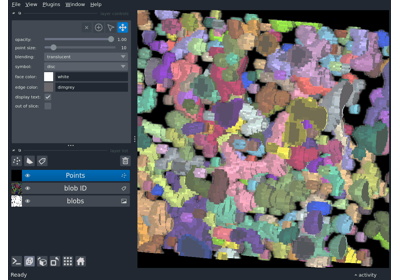 File View Plugins Window Help
opacity: 1.00
point size: 10
blending: translucent
symbol: disc
face color: white
edge color: dimgrey
display text:
out of slice:
Points
blob ID
blobs
Ready
activity